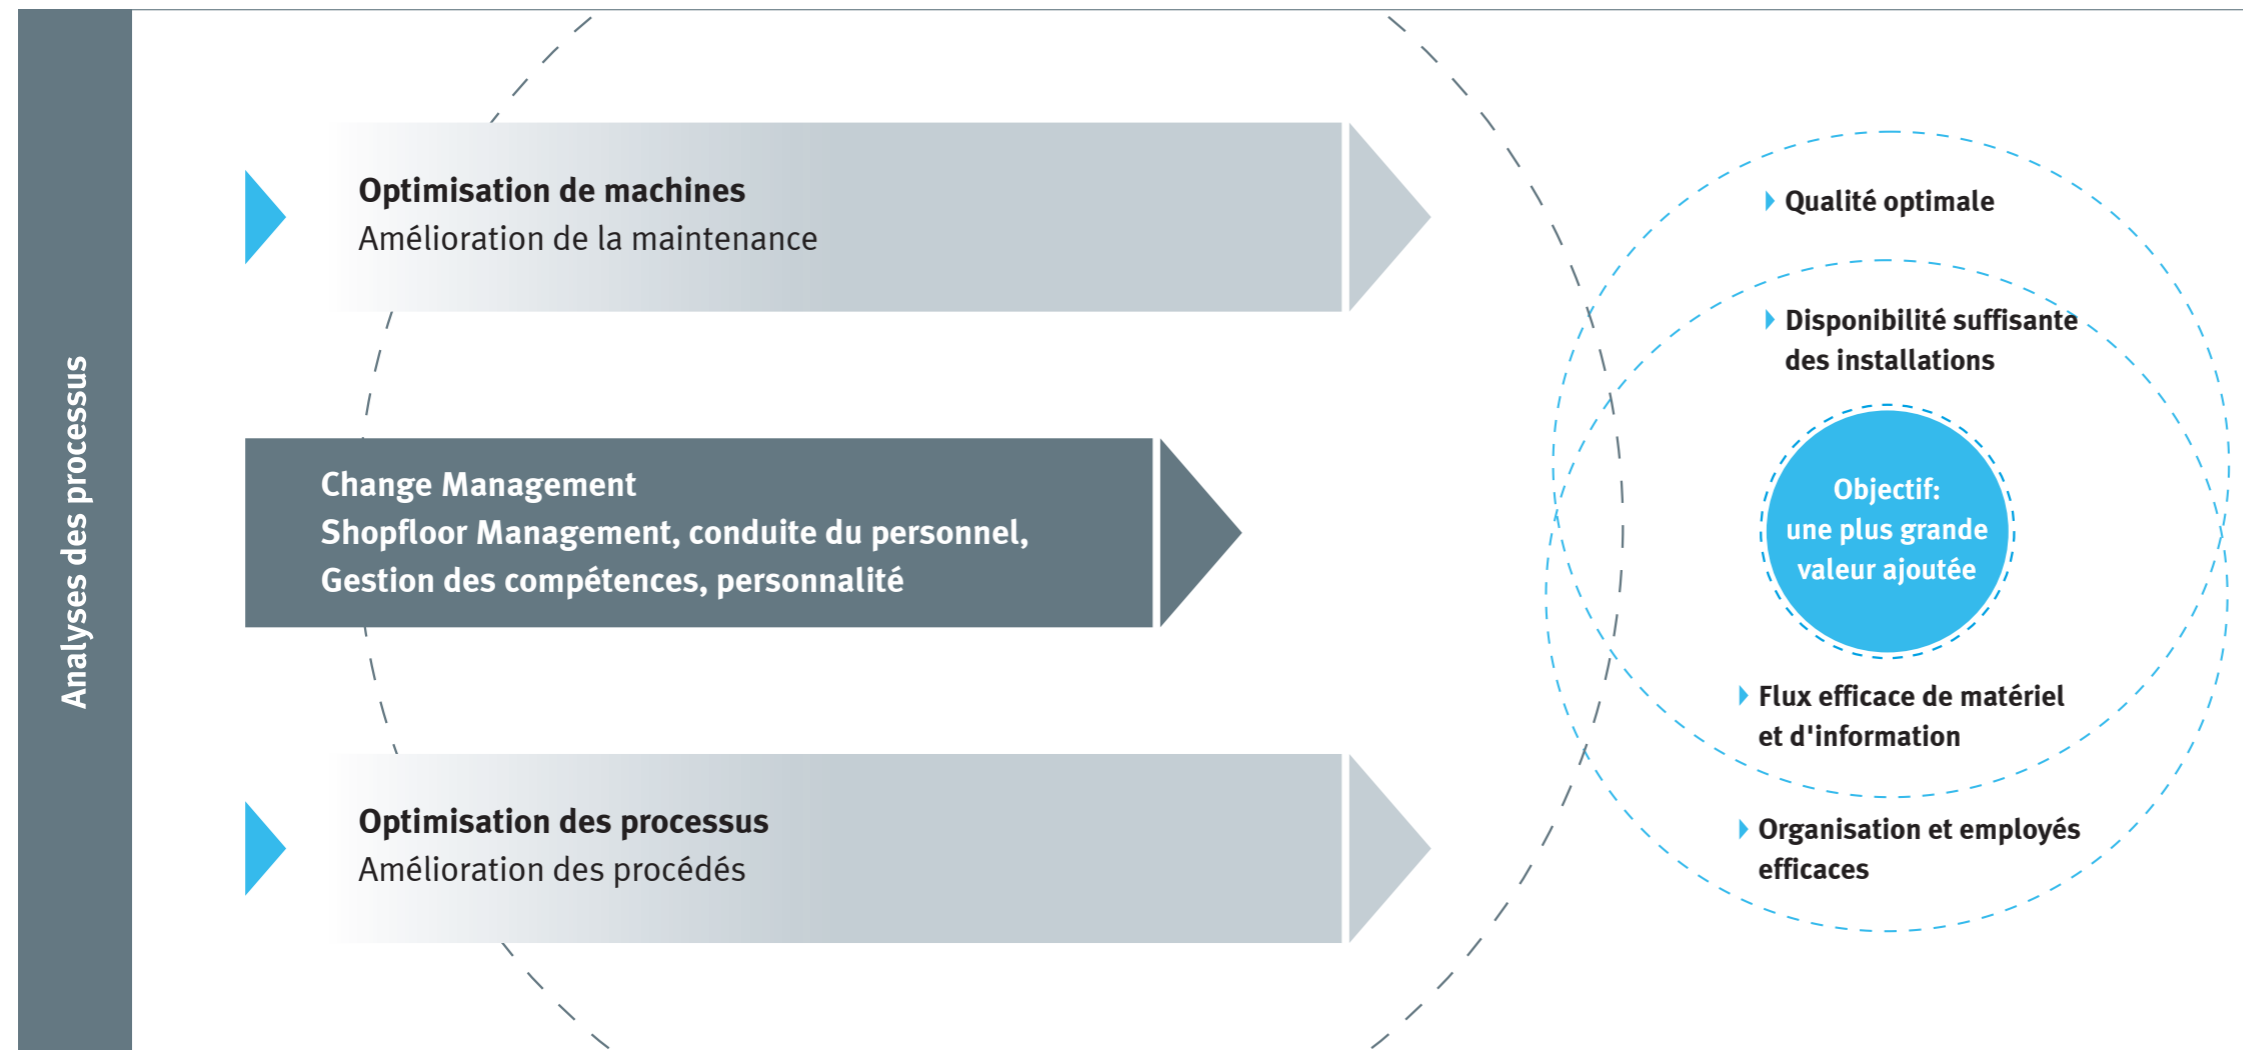 Analyses des processus
Optimisation de machines
Amélioration de la maintenance
Change Management
Shopfloor Management, conduite du personnel,
Gestion des compétences, personnalité
Optimisation des processus
Amélioration des procédés
Qualité optimale
Disponibilité suffisante
des installations
Objectif:
une plus grande
valeur ajoutée
Flux efficace de matériel
et d'information
Organisation et employés
efficaces